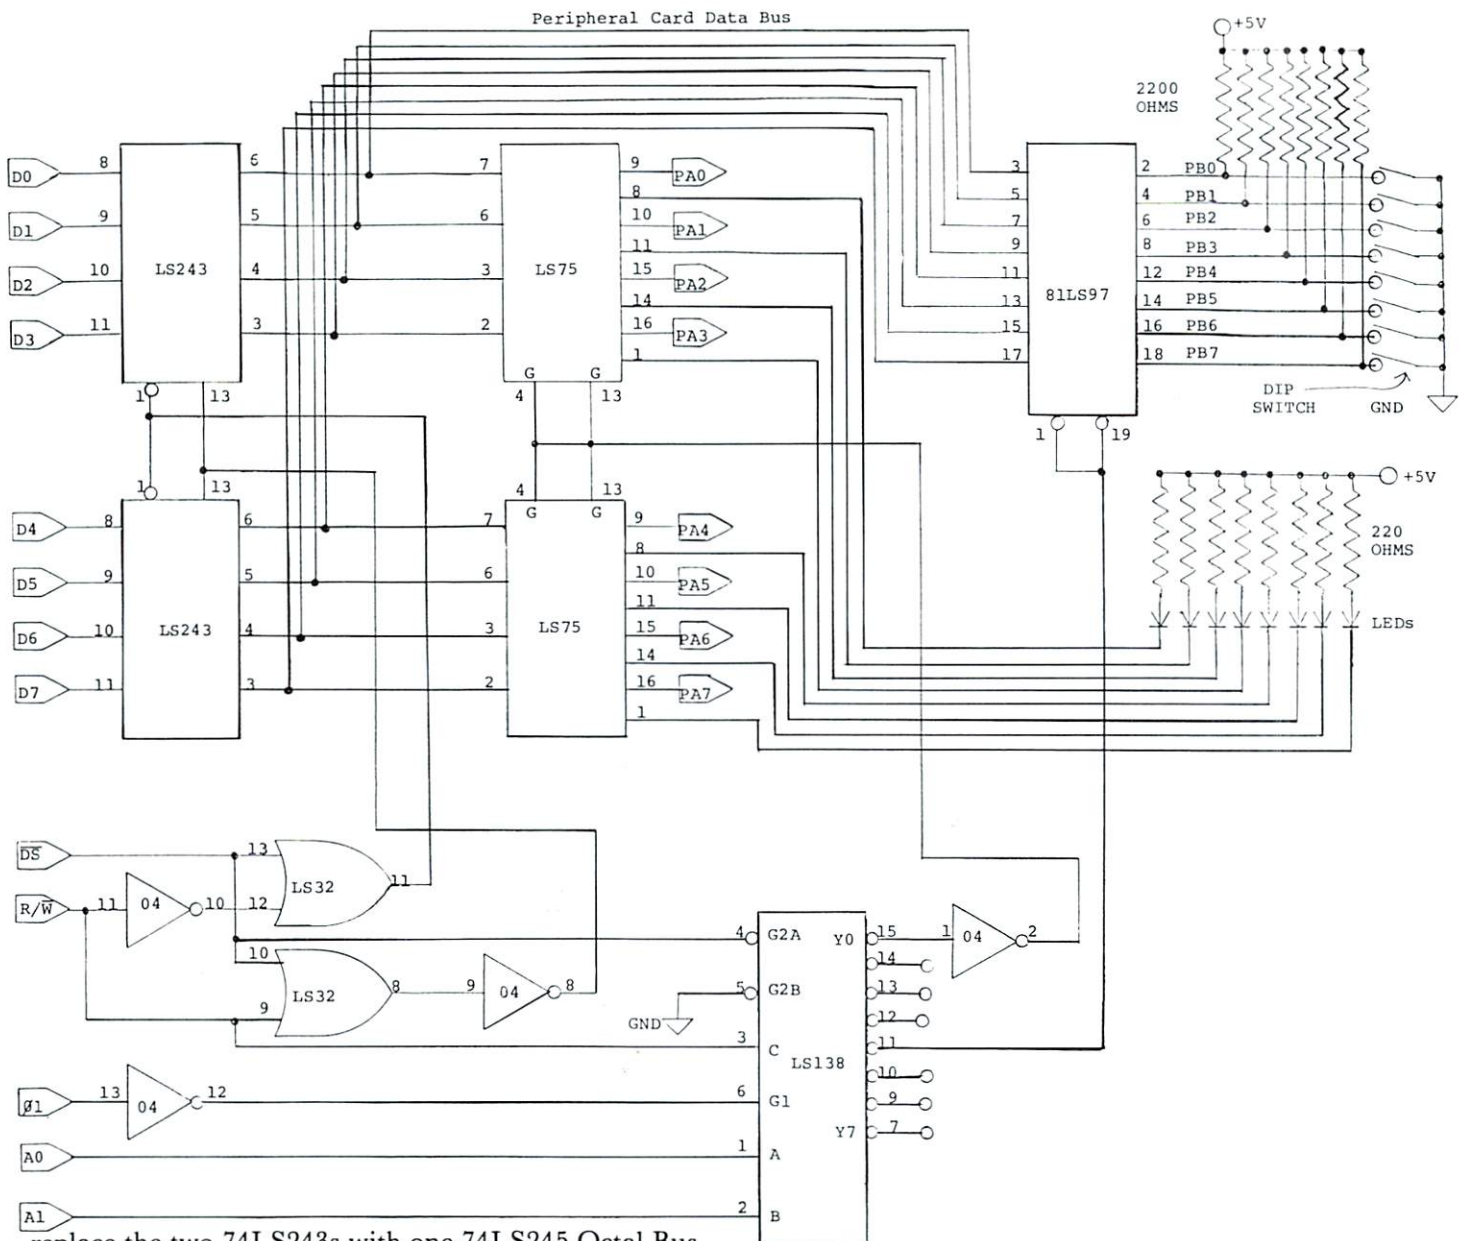 Peripheral Card Data Bus
+5V
2200
OHMS
D0 8 6 7 9 PA0 3 2 PB0
8
D1 9 5 6 10 PA1 5 4 PB1
11
D2 10 LS243 4 3 LS75 15 PA2 7 6 PB2
14
D3 11 3 2 16 PA3 9 8 PB3
1
11 12 PB4
13 81LS97 14 PB5
15 16 PB6
17 18 PB7
G G
1 13 4 13
DIP
SWITCH GND
1 19
1 13 4 13
G G
+5V
D4 8 6 7 9 PA4
8
220
OHMS
D5 9 5 6 10 PA5
11
D6 10 LS243 4 3 LS75 15 PA6
14
LEDs
D7 11 3 2 16 PA7
1
DS 13
LS32 11
R/W 11 04 10 12
4 G2A Y0 15 1 04 2
10
14
LS32 8 9 04 8
5 G2B 13
9
GND
12
3 C 11
LS138
10
Ø1 13 04 12 6 G1 9
Y7 7
A0 1 A
A1 2 B
replace the two 74LS243s with one 74LS245 Octal Bus